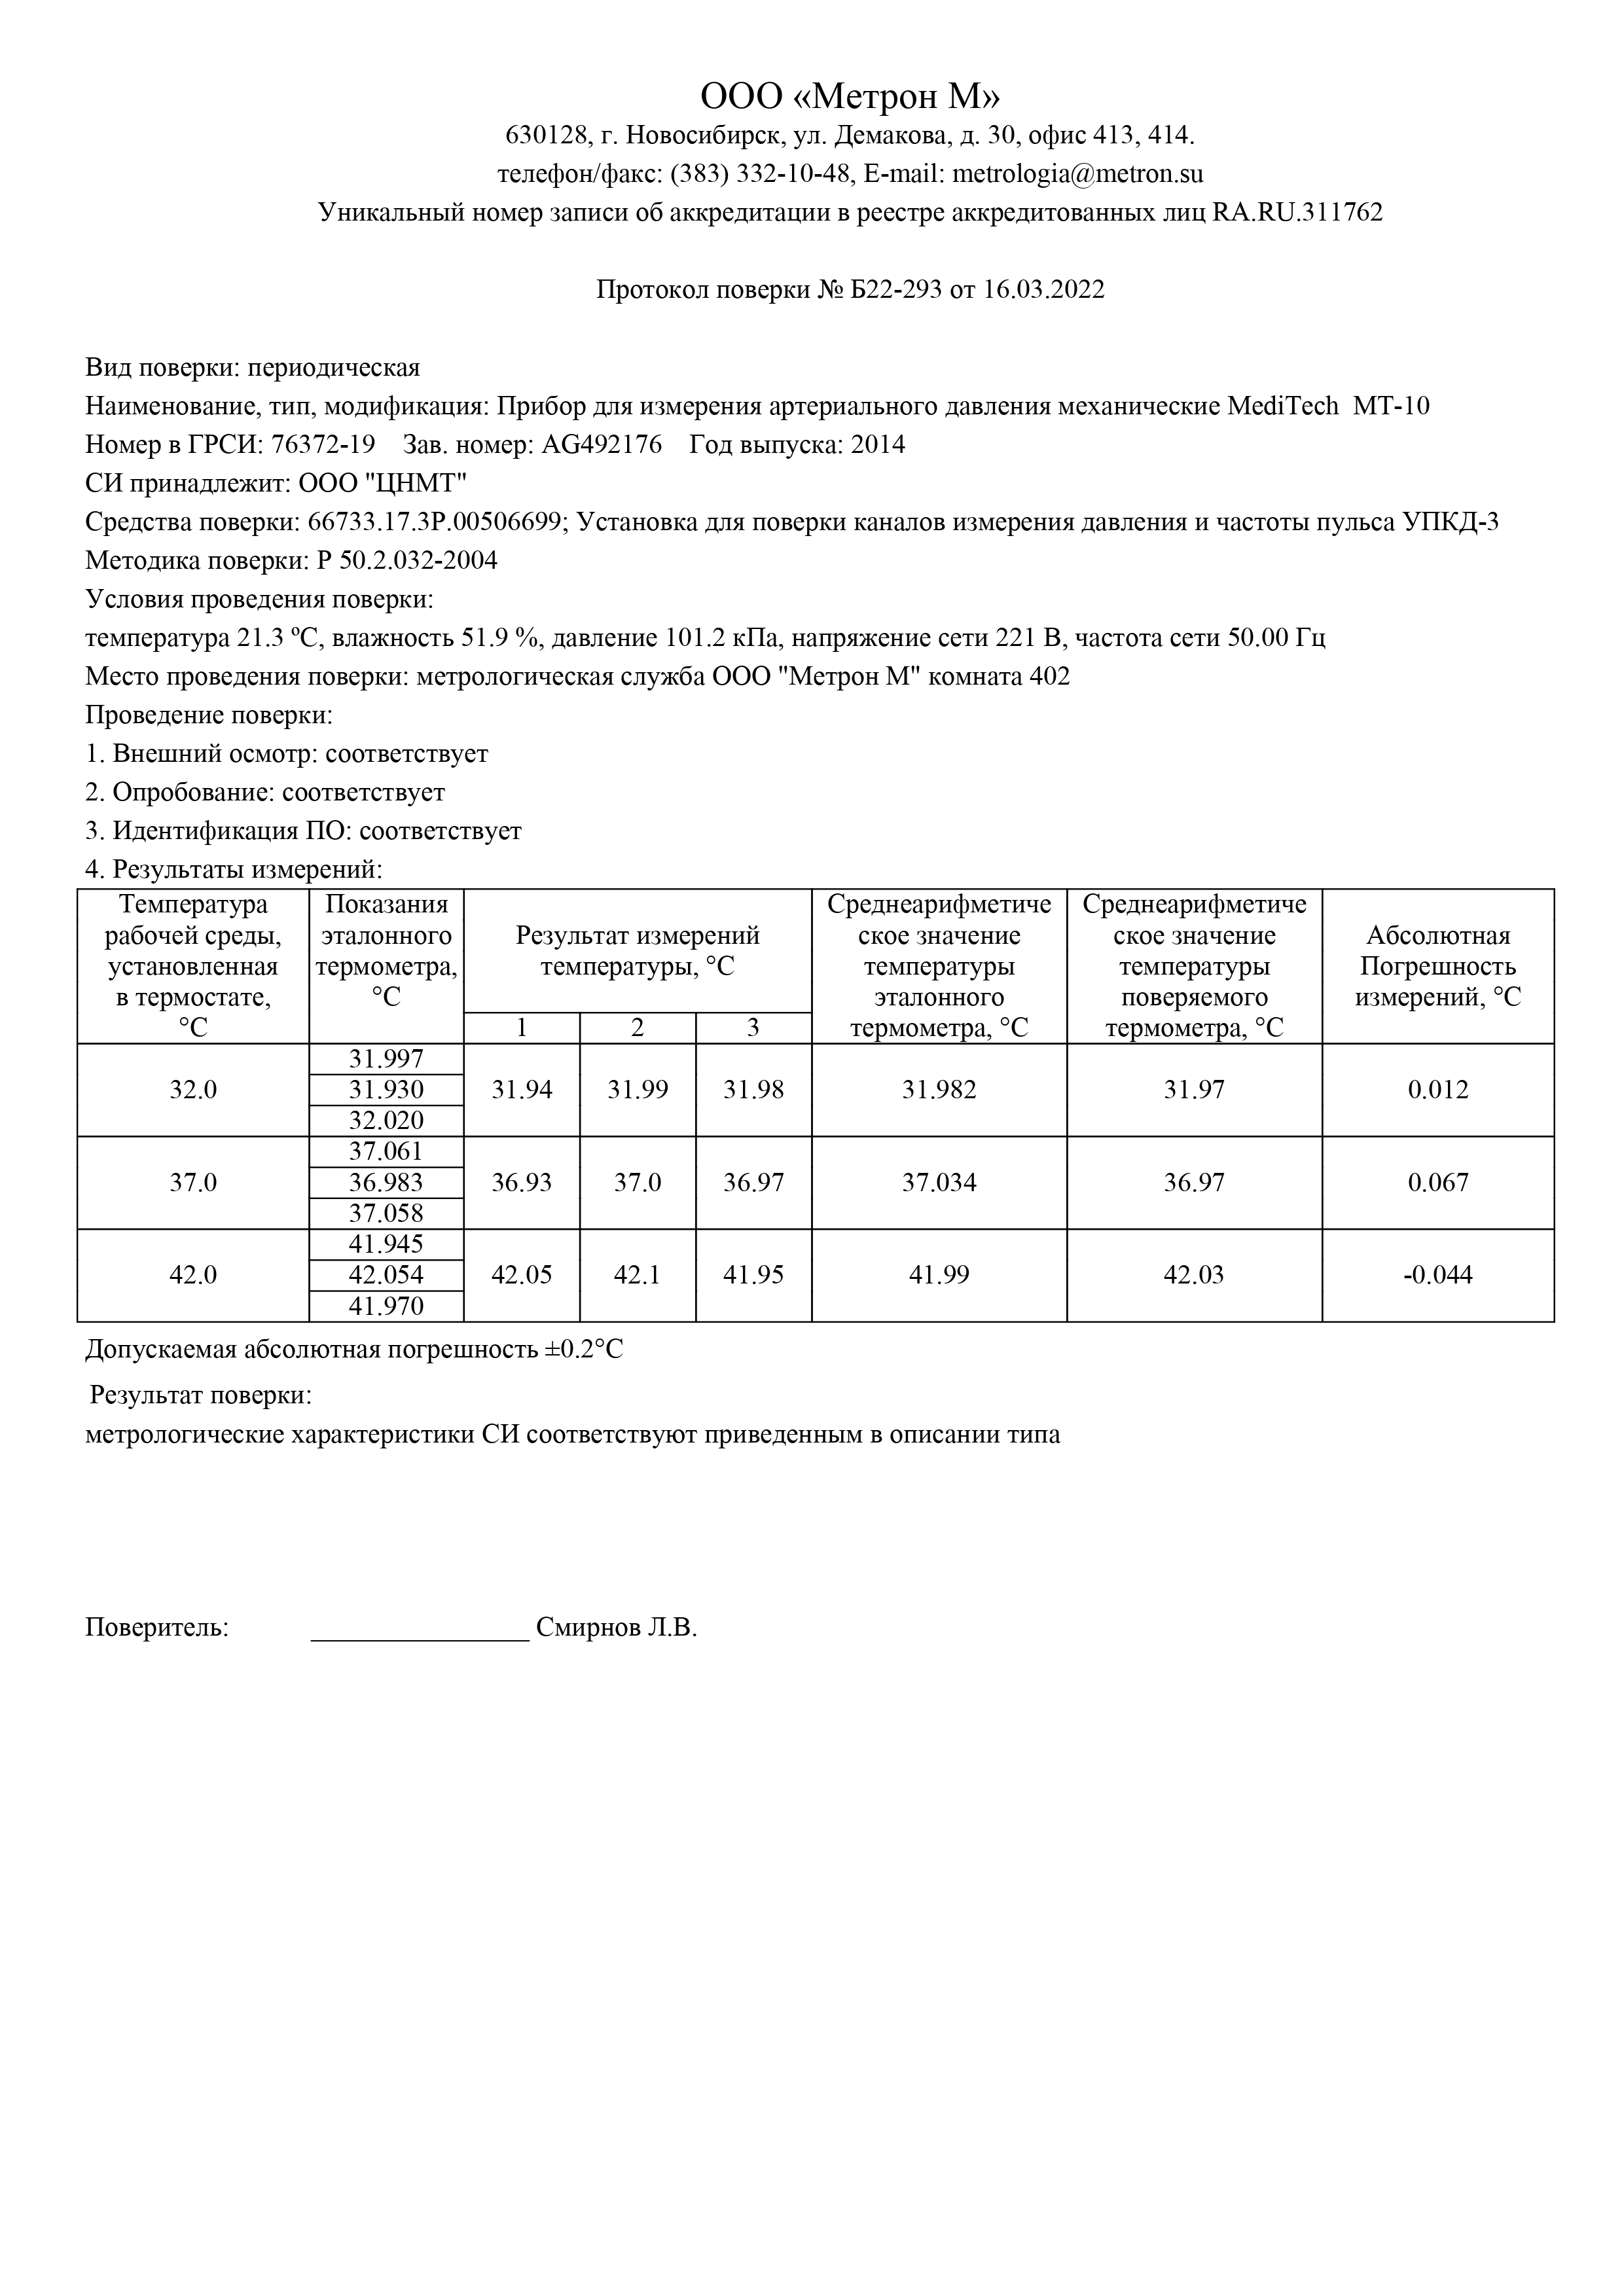 ООО «Метрон М»
630128, г. Новосибирск, ул. Демакова, д. 30, офис 413, 414.
телефон/факс: (383) 332-10-48, E-mail: metrologia@metron.su
Уникальный номер записи об аккредитации в реестре аккредитованных лиц RA.RU.311762
Протокол поверки № Б22-293 от 16.03.2022
Вид поверки: периодическая
Наименование, тип, модификация: Прибор для измерения артериального давления механические MediTech  МТ-10
Номер в ГРСИ: 76372-19    Зав. номер: AG492176    Год выпуска: 2014
СИ принадлежит: ООО "ЦНМТ"
Средства поверки: 66733.17.3Р.00506699; Установка для поверки каналов измерения давления и частоты пульса УПКД-3
Методика поверки: Р 50.2.032-2004
Условия проведения поверки:
температура 21.3 ºС, влажность 51.9 %, давление 101.2 кПа, напряжение сети 221 В, частота сети 50.00 Гц
Место проведения поверки: метрологическая служба ООО "Метрон М" комната 402
Проведение поверки:
1. Внешний осмотр: соответствует
2. Опробование: соответствует
3. Идентификация ПО: соответствует
4. Результаты измерений:
Температура
рабочей среды,
установленная
в термостате,
°С
Показания
эталонного
термометра,
°С
Результат измерений
температуры, °С
1 2 3
Среднеарифметиче
ское значение
температуры
эталонного
термометра, °С
Среднеарифметиче
ское значение
температуры
поверяемого
термометра, °С
Абсолютная
Погрешность
измерений, °С
31.997
32.0 31.930 31.94 31.99 31.98 31.982 31.97 0.012
32.020
37.061
37.0 36.983 36.93 37.0 36.97 37.034 36.97 0.067
37.058
41.945
42.0 42.054 42.05 42.1 41.95 41.99 42.03 -0.044
41.970
Допускаемая абсолютная погрешность ±0.2°С
Результат поверки:
метрологические характеристики СИ соответствуют приведенным в описании типа
Поверитель: ________________ Смирнов Л.В.